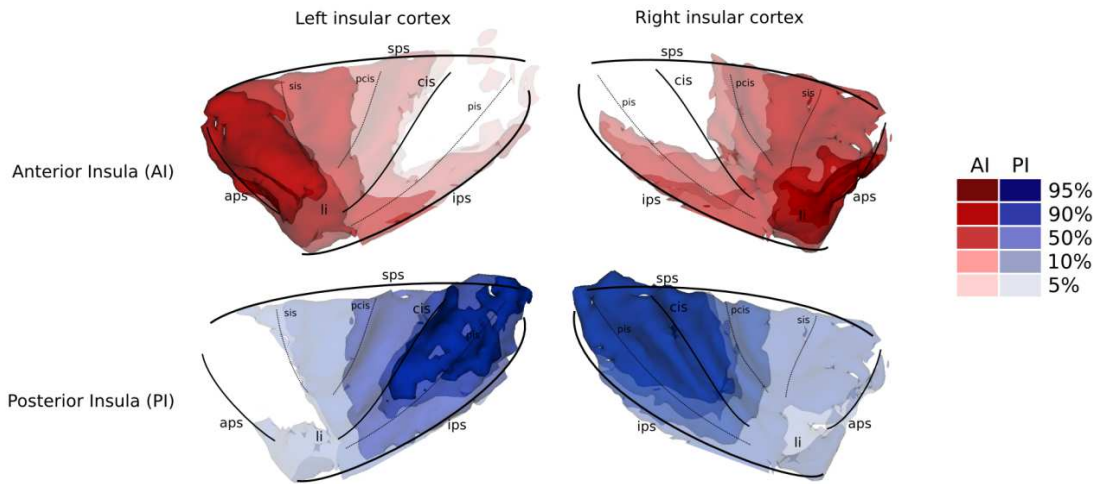 Left insular cortex
Right insular cortex
sps
sps
sis
pcis
cis
pis
cis
pcis
sis
pis
Anterior Insula (AI)
aps
li
ips
ips
li
aps
AI PI
95%
90%
50%
10%
5%
sps
sps
sis
pcis
cis
pis
pis
cis
pcis
sis
Posterior Insula (PI)
aps
li
ips
ips
li
aps